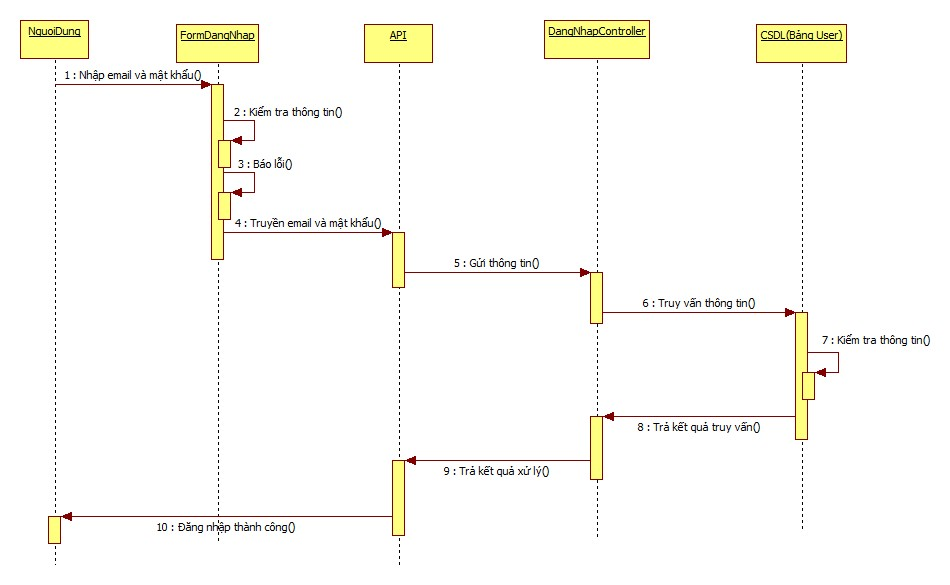 NguoiDung
FormDangNhap
API
DangNhapController
CSDL(Bảng User)
1 : Nhập email và mật khẩu()
2 : Kiểm tra thông tin()
3 : Báo lỗi()
4 : Truyền email và mật khẩu()
5 : Gửi thông tin()
6 : Truy vấn thông tin()
7 : Kiểm tra thông tin()
8 : Trả kết quả truy vấn()
9 : Trả kết quả xử lý()
10 : Đăng nhập thành công()